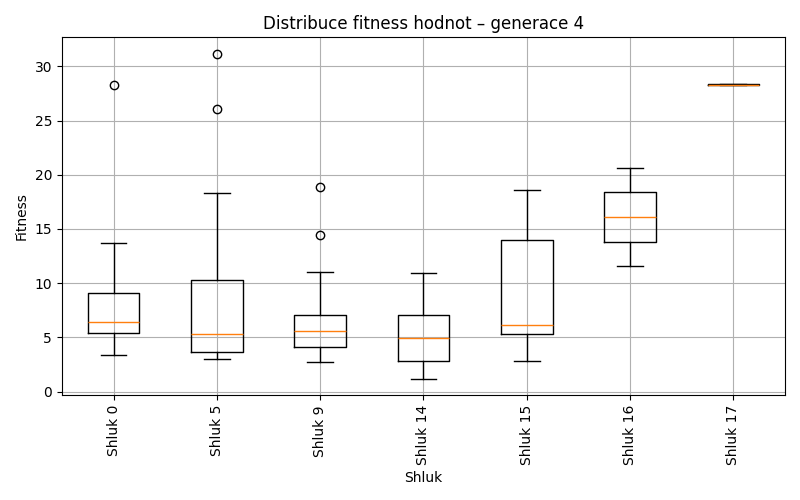 Distribuce fitness hodnot – generace 4
Fitness
30
25
20
15
10
5
0
Shluk 0
Shluk 5
Shluk 9
Shluk 14
Shluk 15
Shluk 16
Shluk 17
Shluk